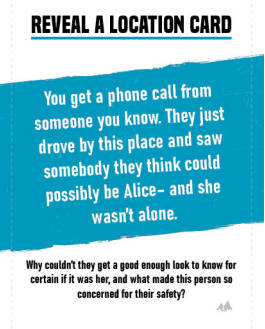 REVEAL A LOCATION CARD
You get a phone call from
someone you know. They just
drove by this place and saw
somebody they think could
possibly be Alice– and she
wasn't alone.
Why couldn't they get a good enough look to know for
certain if it was her, and what made this person so
concerned for their safety?